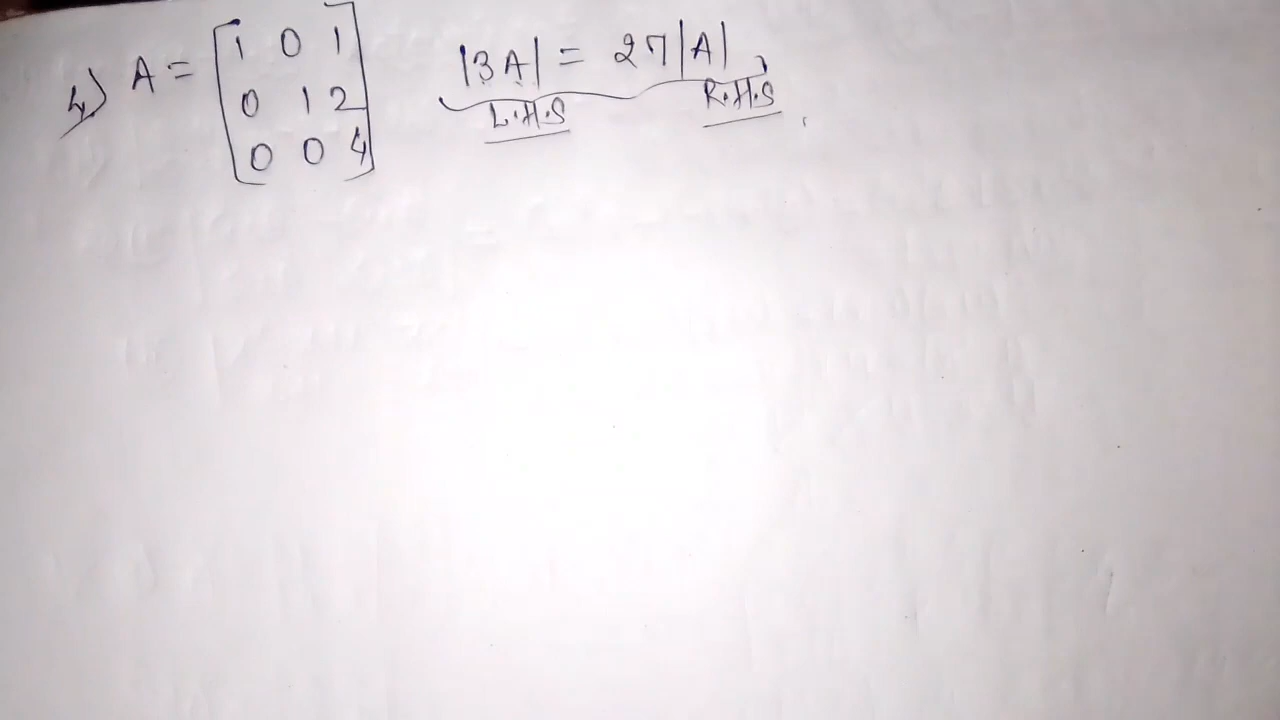 4) A = [1 0 1 |3A| = 27|A|
0 1 2 L.H.S R.H.S
0 0 4]